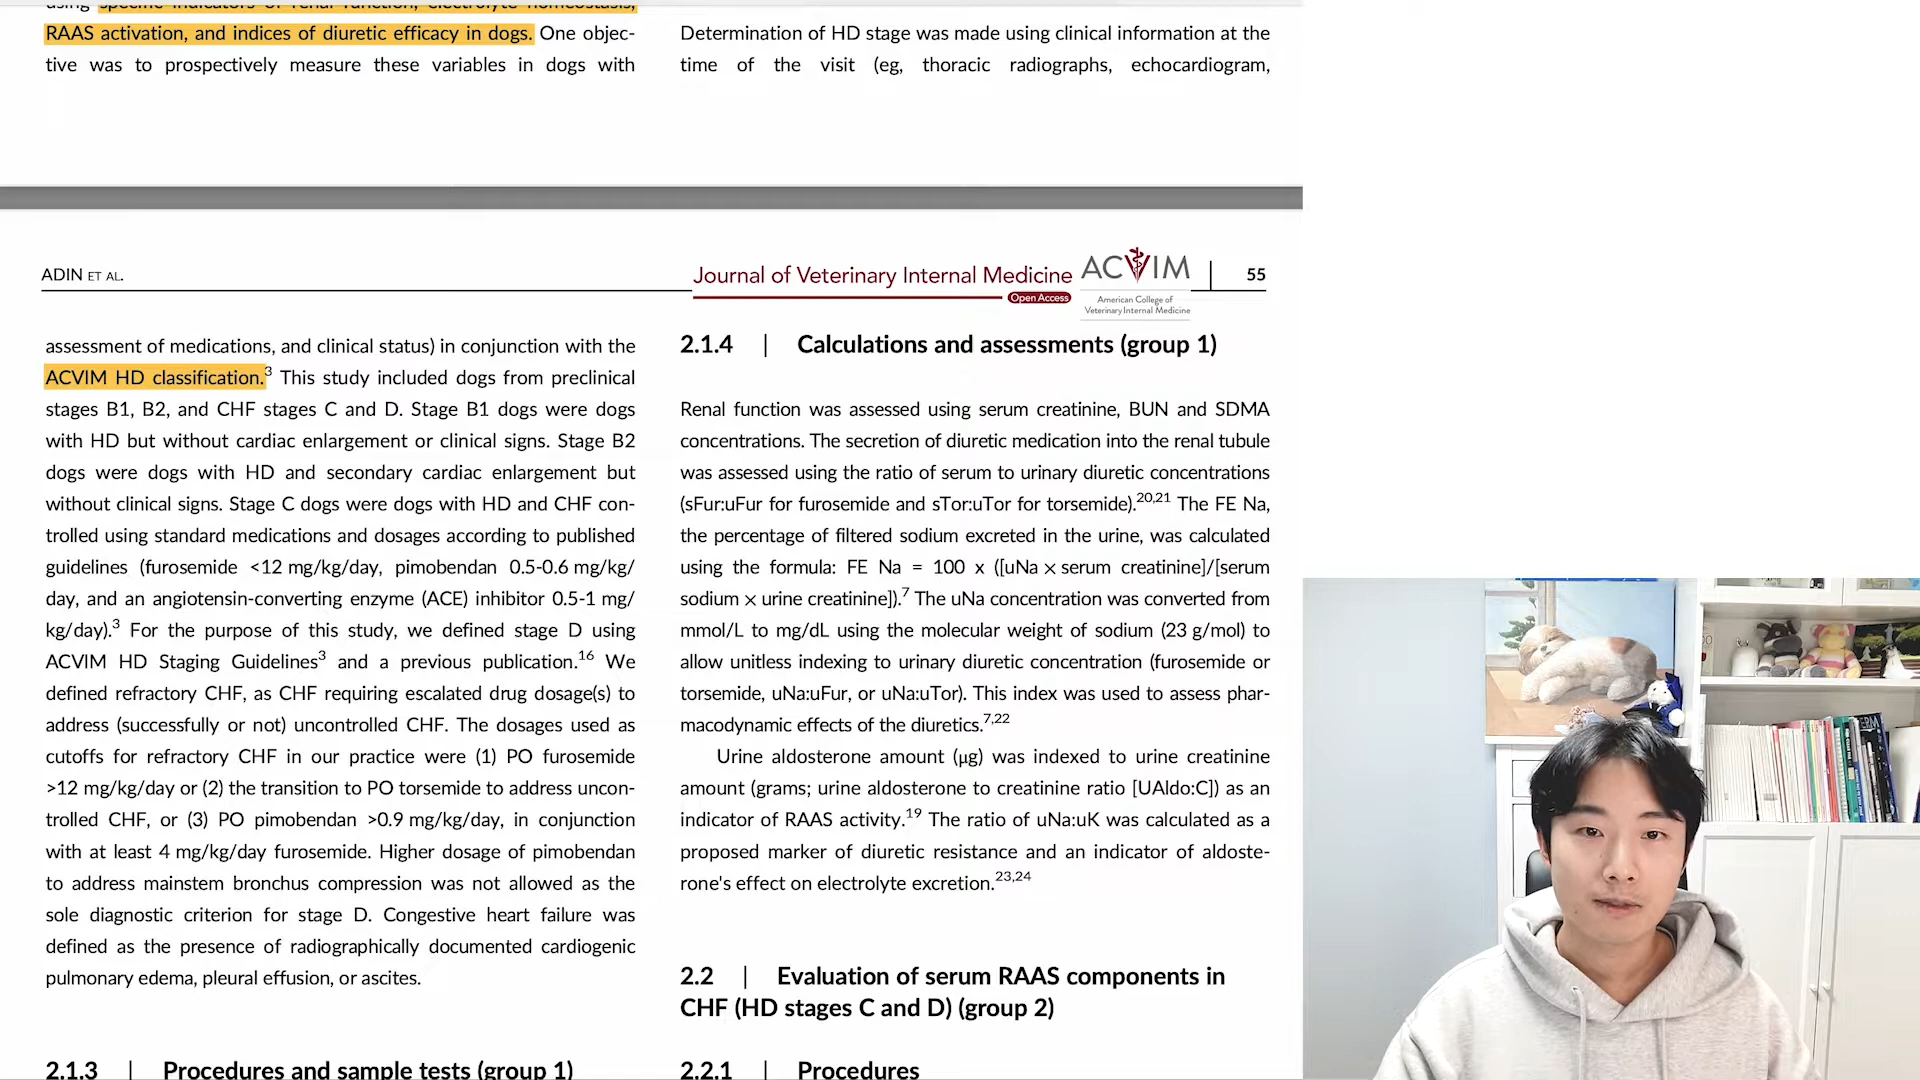 using specific indicators of renal function, electrolyte homeostasis,
RAAS activation, and indices of diuretic efficacy in dogs. One objec-
tive was to prospectively measure these variables in dogs with
Determination of HD stage was made using clinical information at the
time of the visit (eg, thoracic radiographs, echocardiogram,
ADIN ET AL.
Journal of Veterinary Internal Medicine
Open Access
ACVIM
American College of
Veterinary Internal Medicine
55
assessment of medications, and clinical status) in conjunction with the
ACVIM HD classification.3 This study included dogs from preclinical
stages B1, B2, and CHF stages C and D. Stage B1 dogs were dogs
with HD but without cardiac enlargement or clinical signs. Stage B2
dogs were dogs with HD and secondary cardiac enlargement but
without clinical signs. Stage C dogs were dogs with HD and CHF con-
trolled using standard medications and dosages according to published
guidelines (furosemide <12 mg/kg/day, pimobendan 0.5-0.6 mg/kg/
day, and an angiotensin-converting enzyme (ACE) inhibitor 0.5-1 mg/
kg/day).3 For the purpose of this study, we defined stage D using
ACVIM HD Staging Guidelines3 and a previous publication.16 We
defined refractory CHF, as CHF requiring escalated drug dosage(s) to
address (successfully or not) uncontrolled CHF. The dosages used as
cutoffs for refractory CHF in our practice were (1) PO furosemide
>12 mg/kg/day or (2) the transition to PO torsemide to address uncon-
trolled CHF, or (3) PO pimobendan >0.9 mg/kg/day, in conjunction
with at least 4 mg/kg/day furosemide. Higher dosage of pimobendan
to address mainstem bronchus compression was not allowed as the
sole diagnostic criterion for stage D. Congestive heart failure was
defined as the presence of radiographically documented cardiogenic
pulmonary edema, pleural effusion, or ascites.
2.1.3 | Procedures and sample tests (group 1)
2.1.4 | Calculations and assessments (group 1)
Renal function was assessed using serum creatinine, BUN and SDMA
concentrations. The secretion of diuretic medication into the renal tubule
was assessed using the ratio of serum to urinary diuretic concentrations
(sFur:uFur for furosemide and sTor:uTor for torsemide).20,21 The FE Na,
the percentage of filtered sodium excreted in the urine, was calculated
using the formula: FE Na = 100 x ([uNa × serum creatinine]/[serum
sodium × urine creatinine]).7 The uNa concentration was converted from
mmol/L to mg/dL using the molecular weight of sodium (23 g/mol) to
allow unitless indexing to urinary diuretic concentration (furosemide or
torsemide, uNa:uFur, or uNa:uTor). This index was used to assess phar-
macodynamic effects of the diuretics.7,22
Urine aldosterone amount (μg) was indexed to urine creatinine
amount (grams; urine aldosterone to creatinine ratio [UAldo:C]) as an
indicator of RAAS activity.19 The ratio of uNa:uK was calculated as a
proposed marker of diuretic resistance and an indicator of aldoste-
rone's effect on electrolyte excretion.23,24
2.2 | Evaluation of serum RAAS components in
CHF (HD stages C and D) (group 2)
2.2.1 | Procedures